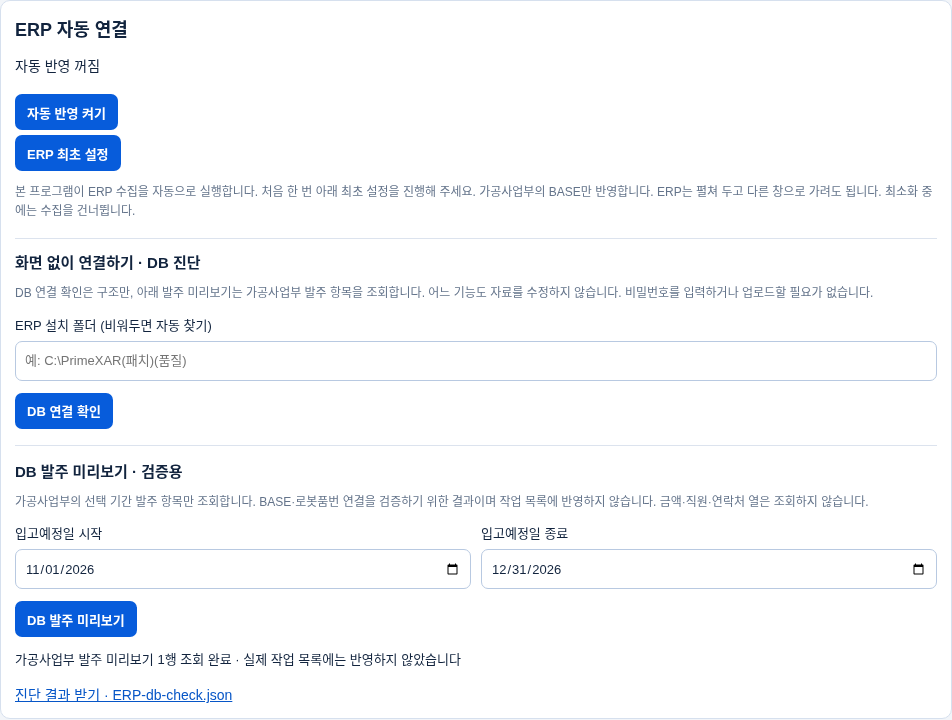 ERP 자동 연결
자동 반영 꺼짐
자동 반영 켜기
ERP 최초 설정
본 프로그램이 ERP 수집을 자동으로 실행합니다. 처음 한 번 아래 최초 설정을 진행해 주세요. 가공사업부의 BASE만 반영합니다. ERP는 펼쳐 두고 다른 창으로 가려도 됩니다. 최소화 중
에는 수집을 건너뜁니다.
화면 없이 연결하기 · DB 진단
DB 연결 확인은 구조만, 아래 발주 미리보기는 가공사업부 발주 항목을 조회합니다. 어느 기능도 자료를 수정하지 않습니다. 비밀번호를 입력하거나 업로드할 필요가 없습니다.
ERP 설치 폴더 (비워두면 자동 찾기)
예: C:\PrimeXAR(패치)(품질)
DB 연결 확인
DB 발주 미리보기 · 검증용
가공사업부의 선택 기간 발주 항목만 조회합니다. BASE·로봇품번 연결을 검증하기 위한 결과이며 작업 목록에 반영하지 않습니다. 금액·직원·연락처 열은 조회하지 않습니다.
입고예정일 시작 입고예정일 종료
11/01/2026 12/31/2026
DB 발주 미리보기
가공사업부 발주 미리보기 1행 조회 완료 · 실제 작업 목록에는 반영하지 않았습니다
진단 결과 받기 · ERP-db-check.json